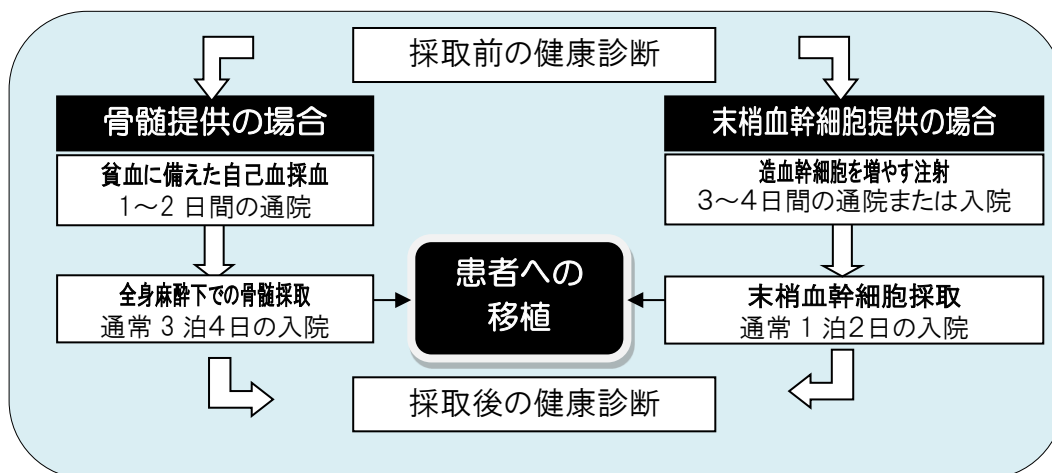 採取前の健康診断
骨髄提供の場合
貧血に備えた自己血採血
1～2 日間の通院
全身麻酔下での骨髄採取
通常 3 泊4日の入院
患者への
移植
末梢血幹細胞提供の場合
造血幹細胞を増やす注射
3～4日間の通院または入院
末梢血幹細胞採取
通常 1 泊2日の入院
採取後の健康診断